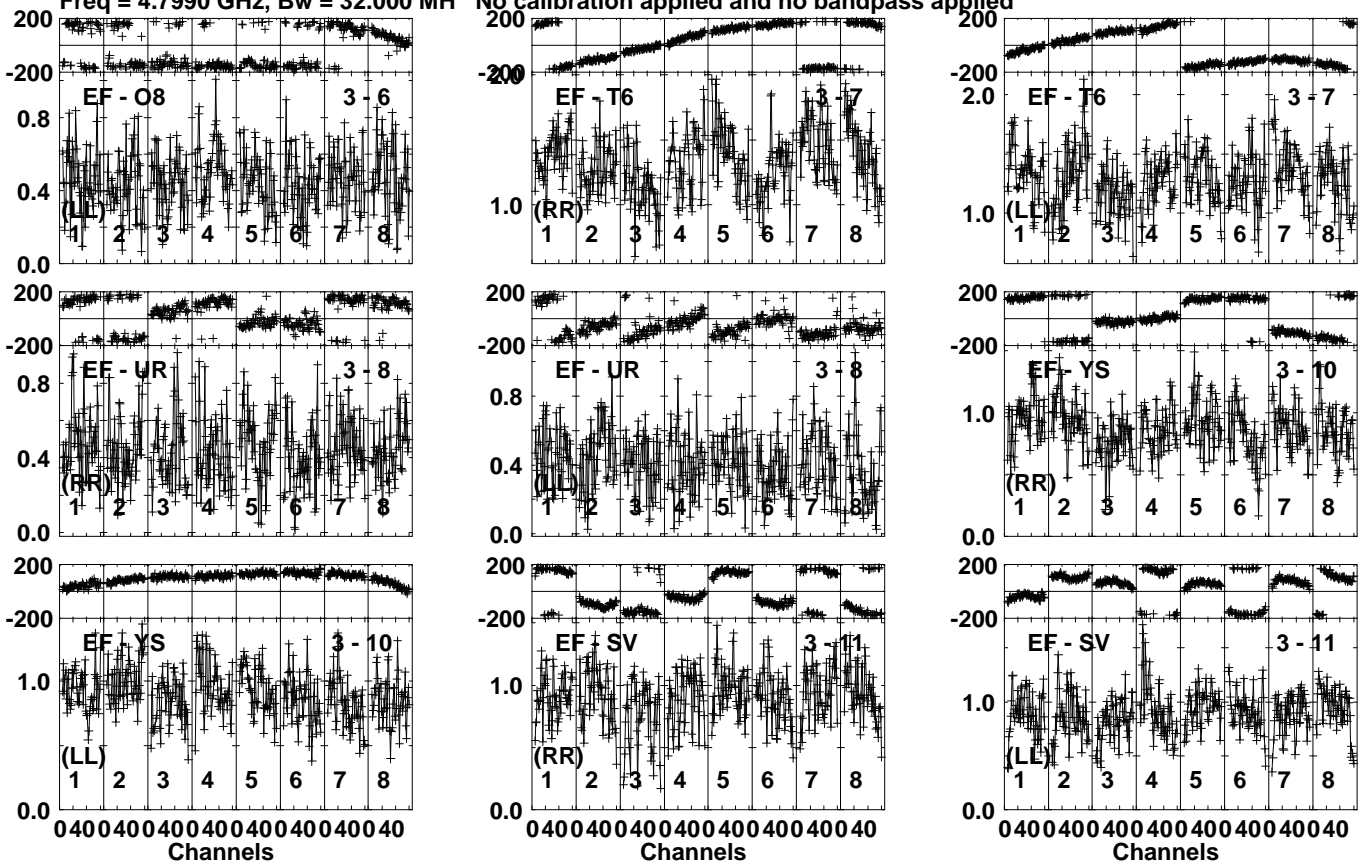 Freq = 4.7990 GHz, Bw = 32.000 MH No calibration applied and no bandpass applied
200
-200
EF - O8 3 - 6
0.8
0.4
(LL)
1 2 3 4 5 6 7 8
0.0
200
-200
2.0
EF - T6 3 - 7
1.0
(RR)
1 2 3 4 5 6 7 8
200
-200
2.0
EF - T6 3 - 7
1.0
(LL)
1 2 3 4 5 6 7 8
200
-200
EF - UR 3 - 8
0.8
0.4
(RR)
1 2 3 4 5 6 7 8
0.0
200
-200
EF - UR 3 - 8
0.8
0.4
(LL)
1 2 3 4 5 6 7 8
0.0
200
-200
EF - YS 3 - 10
1.0
(RR)
1 2 3 4 5 6 7 8
0.0
200
-200
EF - YS 3 - 10
1.0
(LL)
1 2 3 4 5 6 7 8
0.0
0 40 0 40 0 40 0 40 0 40 0 40 0 40 0 40
Channels
200
-200
EF - SV 3 - 11
1.0
(RR)
1 2 3 4 5 6 7 8
0.0
0 40 0 40 0 40 0 40 0 40 0 40 0 40 0 40
Channels
200
-200
EF - SV 3 - 11
1.0
(LL)
1 2 3 4 5 6 7 8
0.0
0 40 0 40 0 40 0 40 0 40 0 40 0 40 0 40
Channels